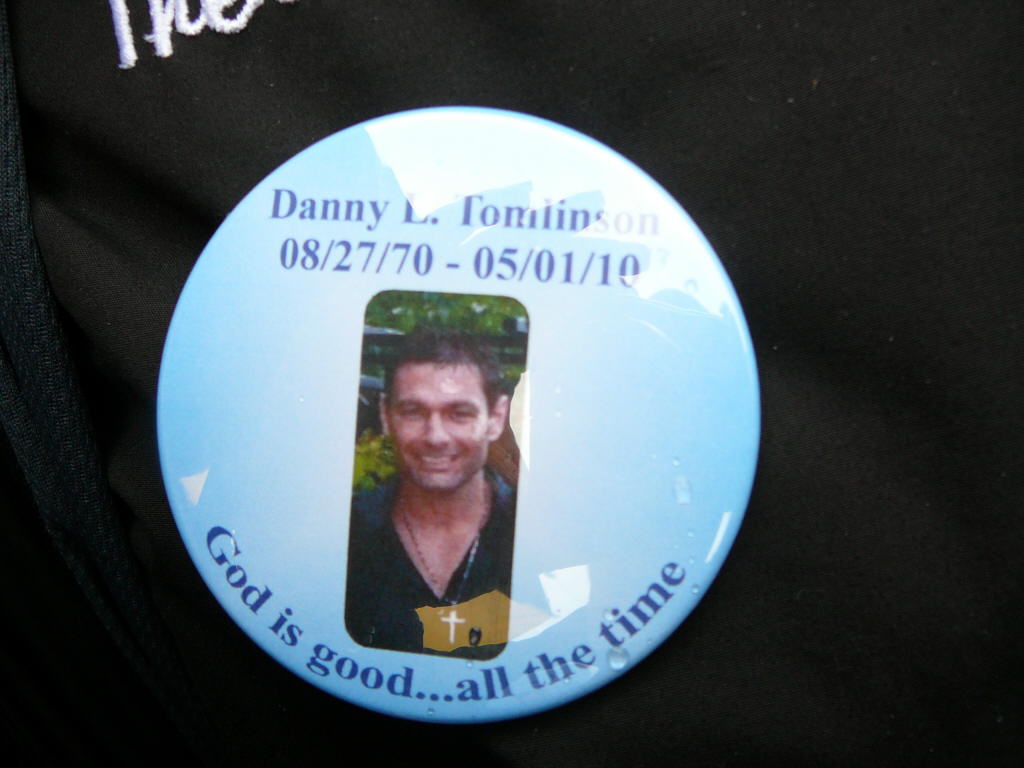 Danny L. Tomlinson
08/27/70 - 05/01/10
God is good...all the time